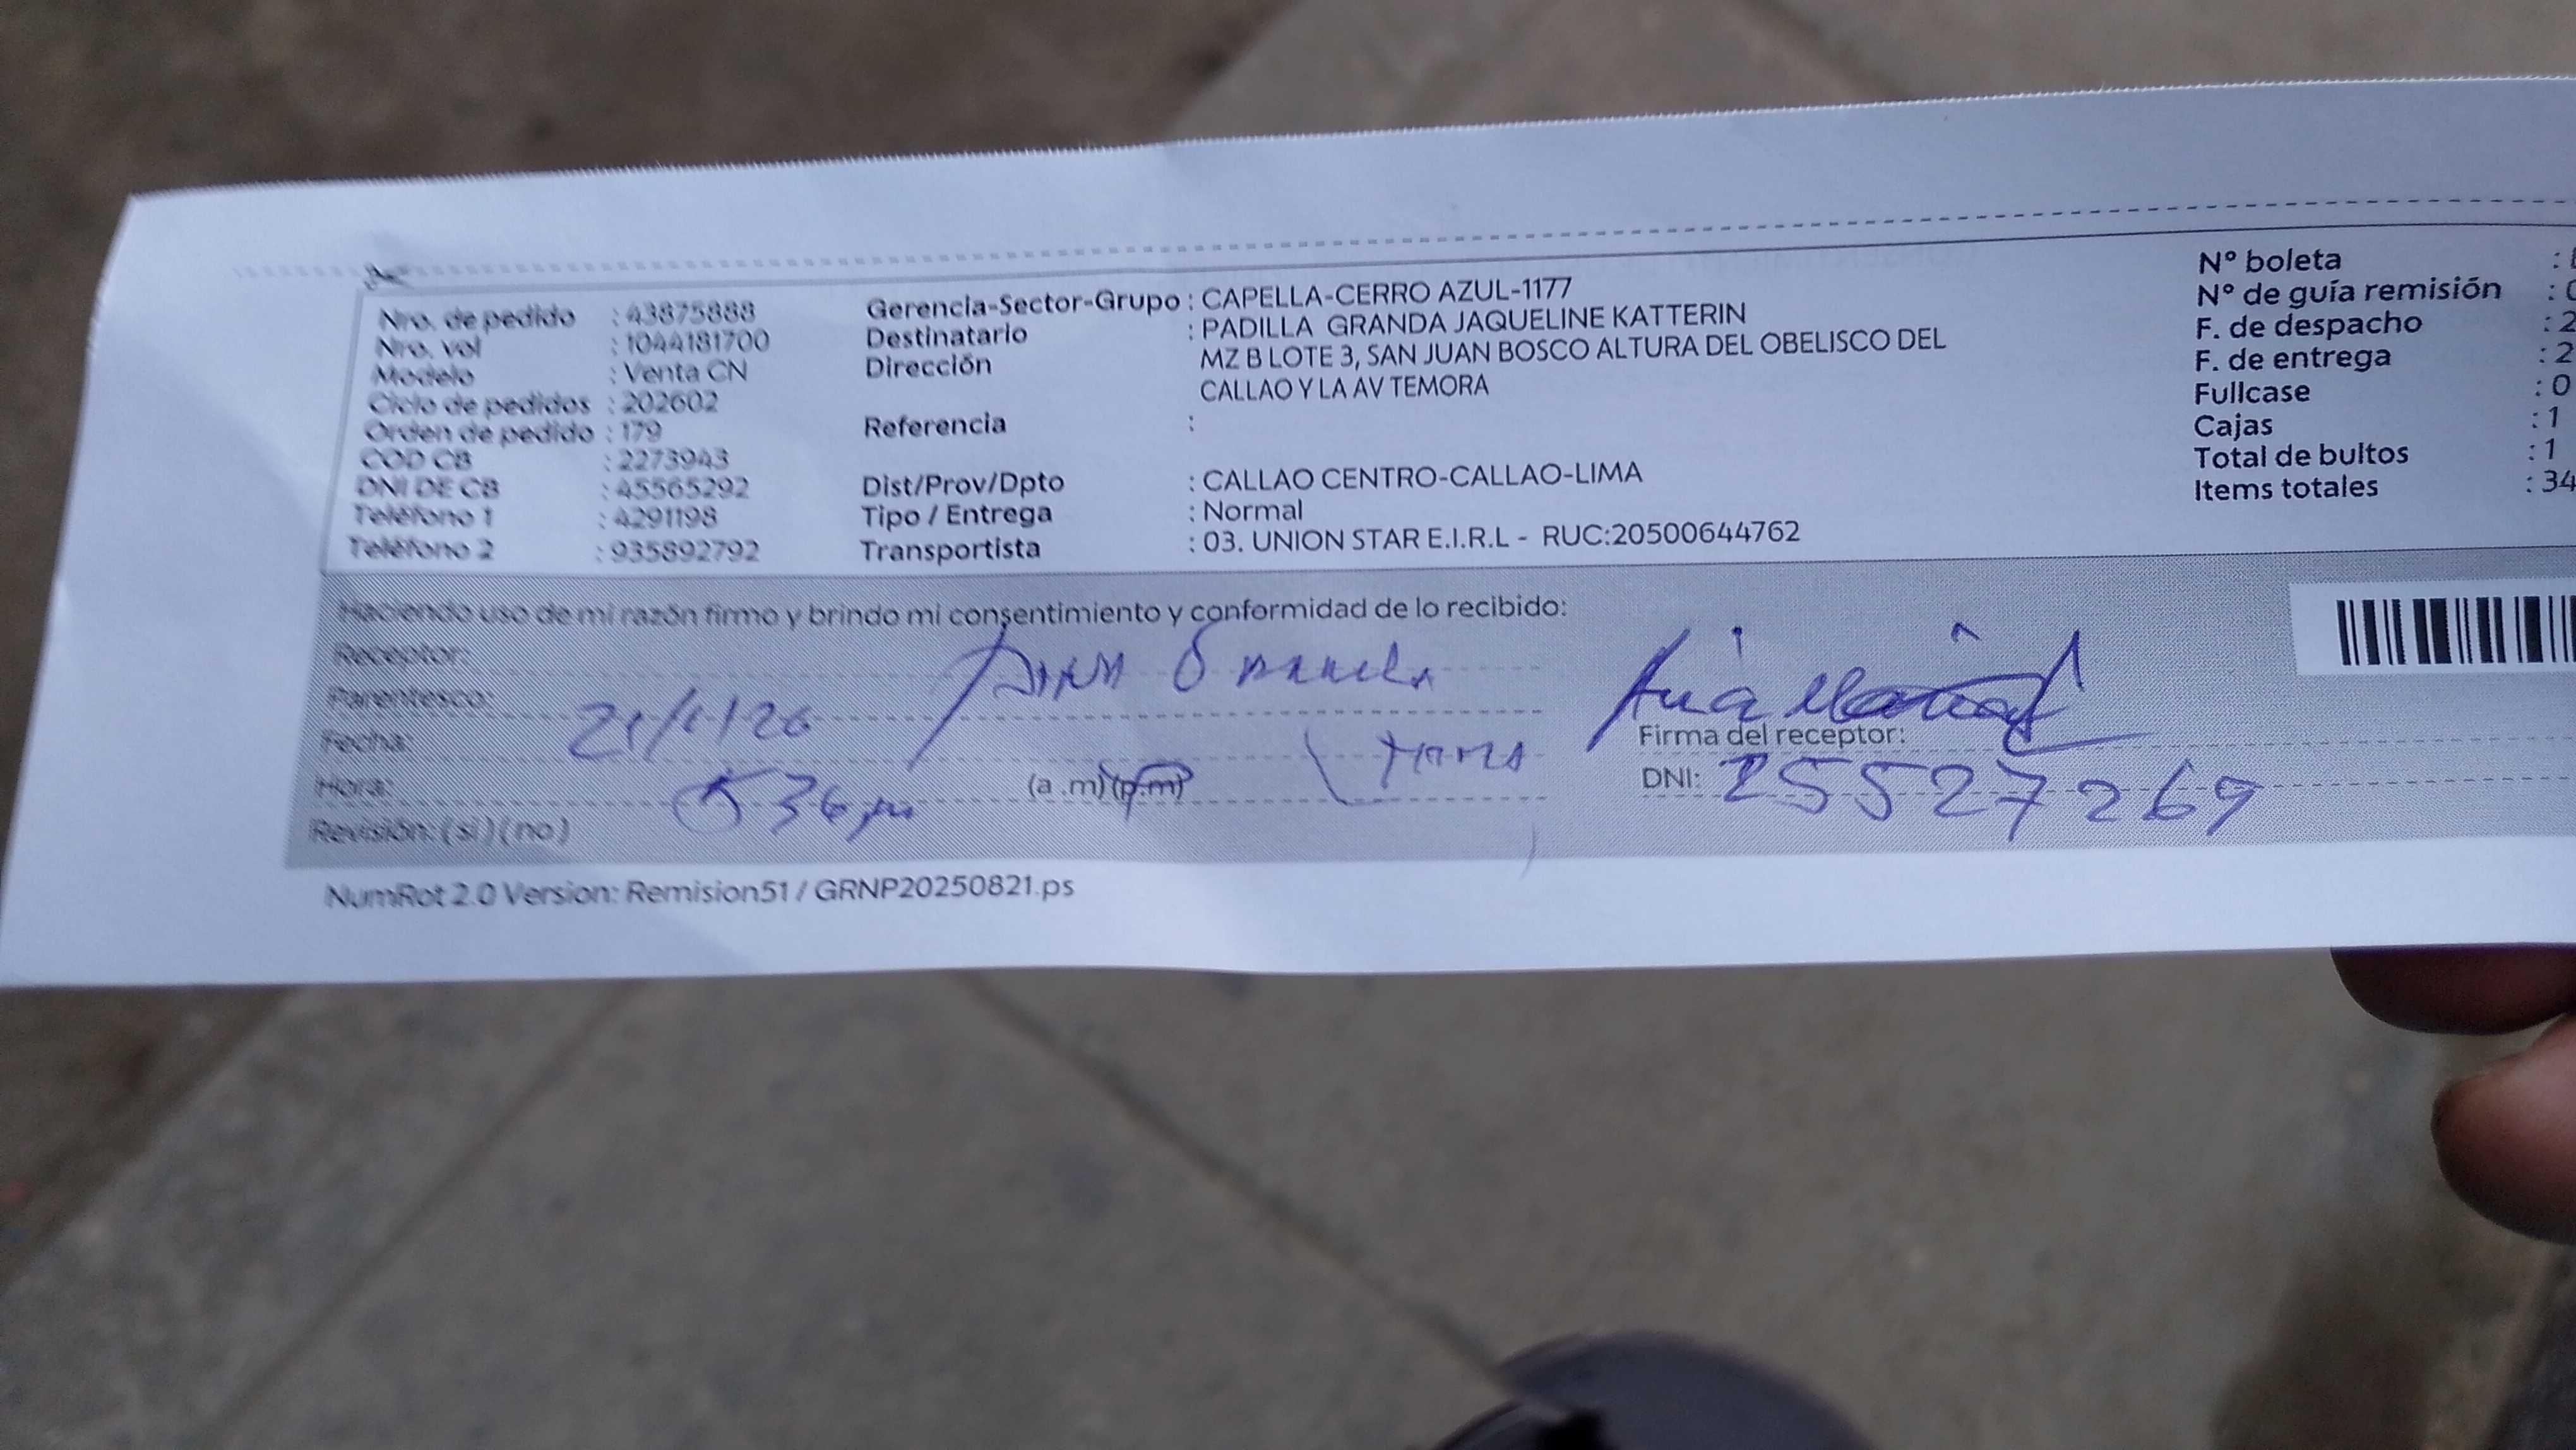 Nro. de pedido : 43875888
Nro. vol : 1044181700
Modelo : Venta CN
Ciclo de pedidos : 202602
Orden de pedido : 179
COD CB : 2273943
DNI DE CB : 45565292
Teléfono 1 : 4291198
Teléfono 2 : 935892792
Gerencia-Sector-Grupo : CAPELLA-CERRO AZUL-1177
Destinatario : PADILLA GRANDA JAQUELINE KATTERIN
Dirección MZ B LOTE 3, SAN JUAN BOSCO ALTURA DEL OBELISCO DEL
CALLAO Y LA AV TEMORA
Referencia :
Dist/Prov/Dpto : CALLAO CENTRO-CALLAO-LIMA
Tipo / Entrega : Normal
Transportista : 03. UNION STAR E.I.R.L - RUC:20500644762
N° boleta :
N° de guía remisión : 0
F. de despacho : 2
F. de entrega : 2
Fullcase : 0
Cajas : 1
Total de bultos : 1
Items totales : 34
Haciendo uso de mi razón firmo y brindo mi consentimiento y conformidad de lo recibido:
Receptor:
Parentesco:
Fecha: 21/1/26
Hora: 5 36 pm (a .m) (p.m)
Revisión: (si) (no)
Firma del receptor:
DNI: 25527269
NumRot 2.0 Version: Remision51 / GRNP20250821.ps